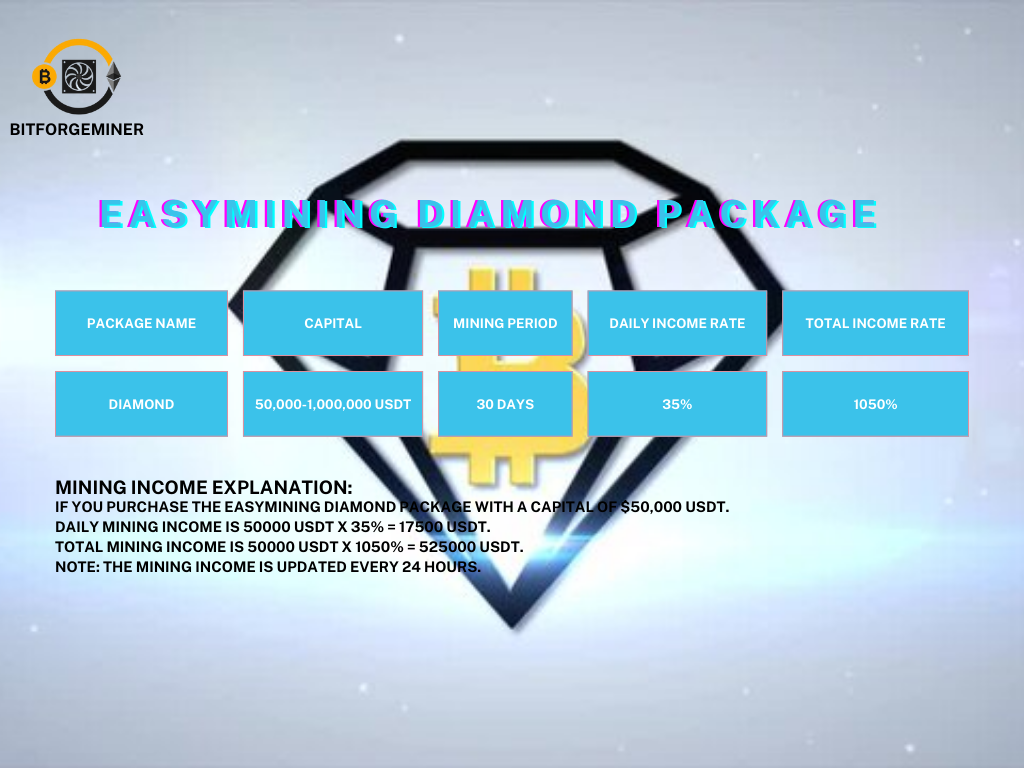 BITFORGEMINER
EASYMINING DIAMOND PACKAGE
PACKAGE NAME
CAPITAL
MINING PERIOD
DAILY INCOME RATE
TOTAL INCOME RATE
DIAMOND
50,000-1,000,000 USDT
30 DAYS
35%
1050%
MINING INCOME EXPLANATION:
IF YOU PURCHASE THE EASYMINING DIAMOND PACKAGE WITH A CAPITAL OF $50,000 USDT.
DAILY MINING INCOME IS 50000 USDT X 35% = 17500 USDT.
TOTAL MINING INCOME IS 50000 USDT X 1050% = 525000 USDT.
NOTE: THE MINING INCOME IS UPDATED EVERY 24 HOURS.